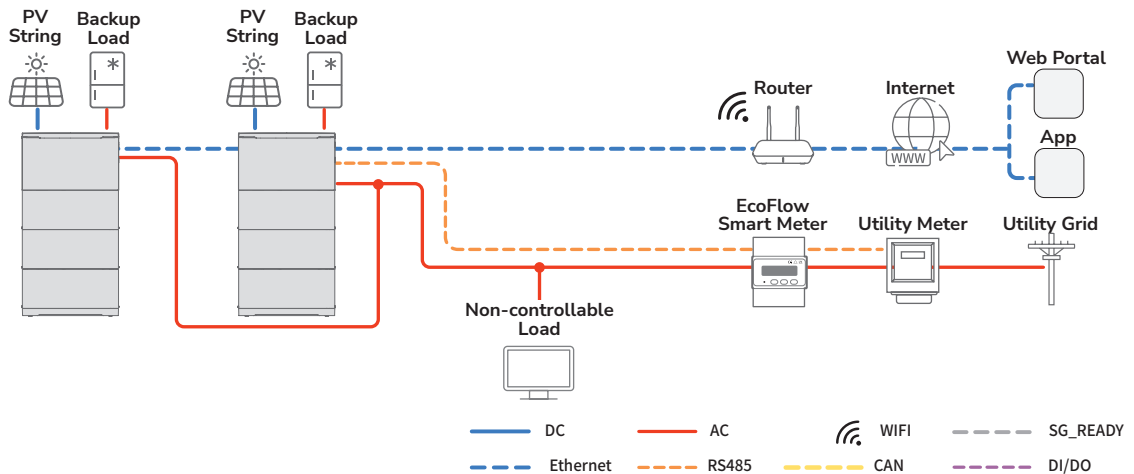 PV
String
Backup
Load
PV
String
Backup
Load
Router
Internet
WWW
Web Portal
App
EcoFlow
Smart Meter
Utility Meter
Utility Grid
Non-controllable
Load
DC
AC
WIFI
SG_READY
Ethernet
RS485
CAN
DI/DO